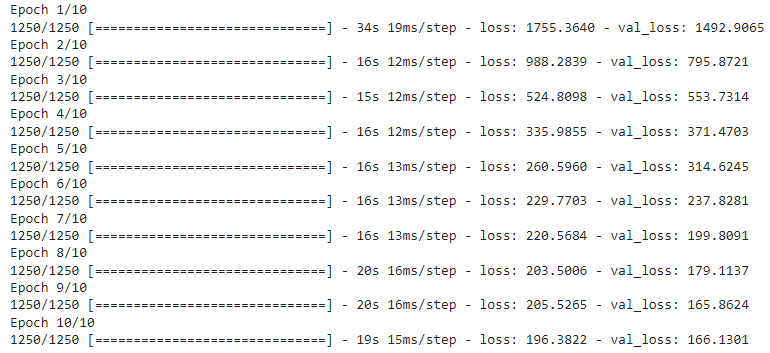 Epoch 1/10
1250/1250 [==============================] - 34s 19ms/step - loss: 1755.3640 - val_loss: 1492.9065
Epoch 2/10
1250/1250 [==============================] - 16s 12ms/step - loss: 988.2839 - val_loss: 795.8721
Epoch 3/10
1250/1250 [==============================] - 15s 12ms/step - loss: 524.8098 - val_loss: 553.7314
Epoch 4/10
1250/1250 [==============================] - 16s 12ms/step - loss: 335.9855 - val_loss: 371.4703
Epoch 5/10
1250/1250 [==============================] - 16s 13ms/step - loss: 260.5960 - val_loss: 314.6245
Epoch 6/10
1250/1250 [==============================] - 16s 13ms/step - loss: 229.7703 - val_loss: 237.8281
Epoch 7/10
1250/1250 [==============================] - 16s 13ms/step - loss: 220.5684 - val_loss: 199.8091
Epoch 8/10
1250/1250 [==============================] - 20s 16ms/step - loss: 203.5006 - val_loss: 179.1137
Epoch 9/10
1250/1250 [==============================] - 20s 16ms/step - loss: 205.5265 - val_loss: 165.8624
Epoch 10/10
1250/1250 [==============================] - 19s 15ms/step - loss: 196.3822 - val_loss: 166.1301